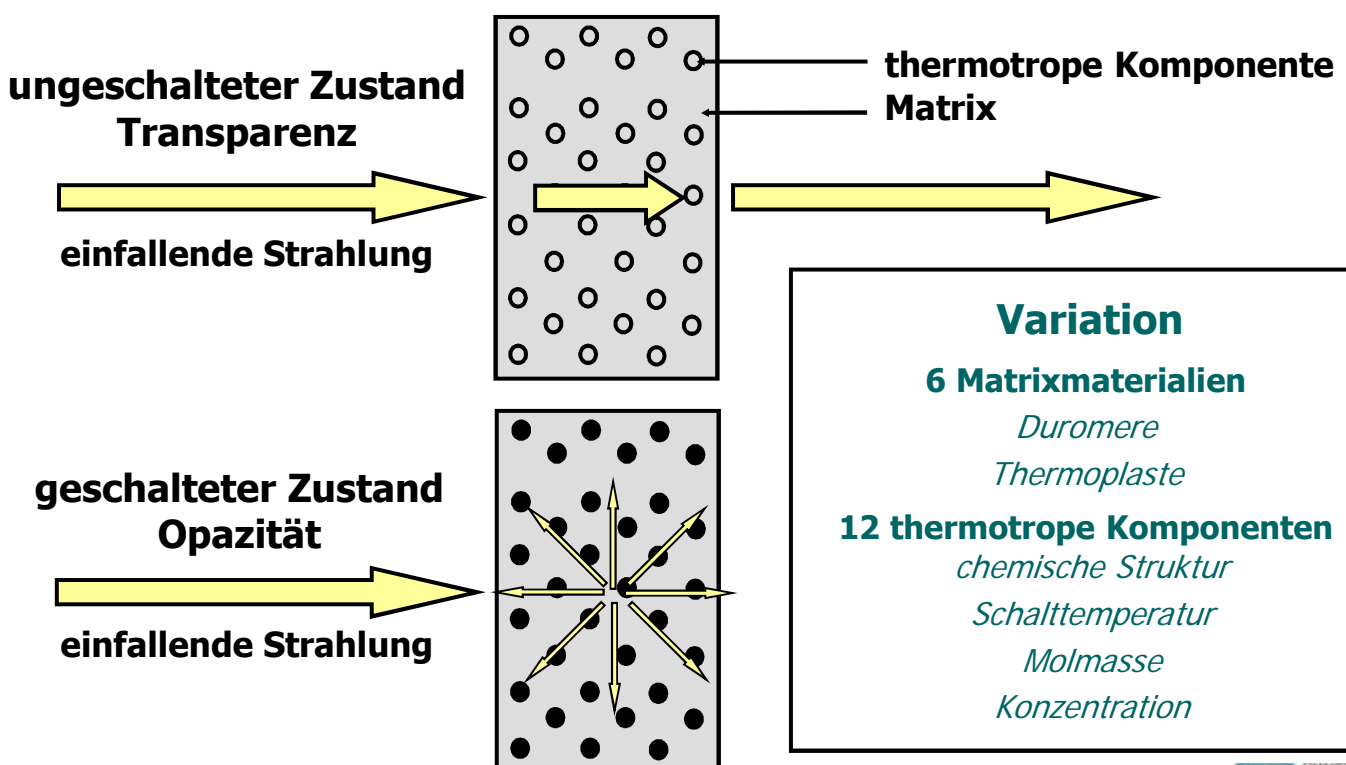 ungeschalteter Zustand
Transparenz
einfallende Strahlung
thermotrope Komponente
Matrix
geschalteter Zustand
Opazität
einfallende Strahlung
Variation
6 Matrixmaterialien
Duromere
Thermoplaste
12 thermotrope Komponenten
chemische Struktur
Schalttemperatur
Molmasse
Konzentration